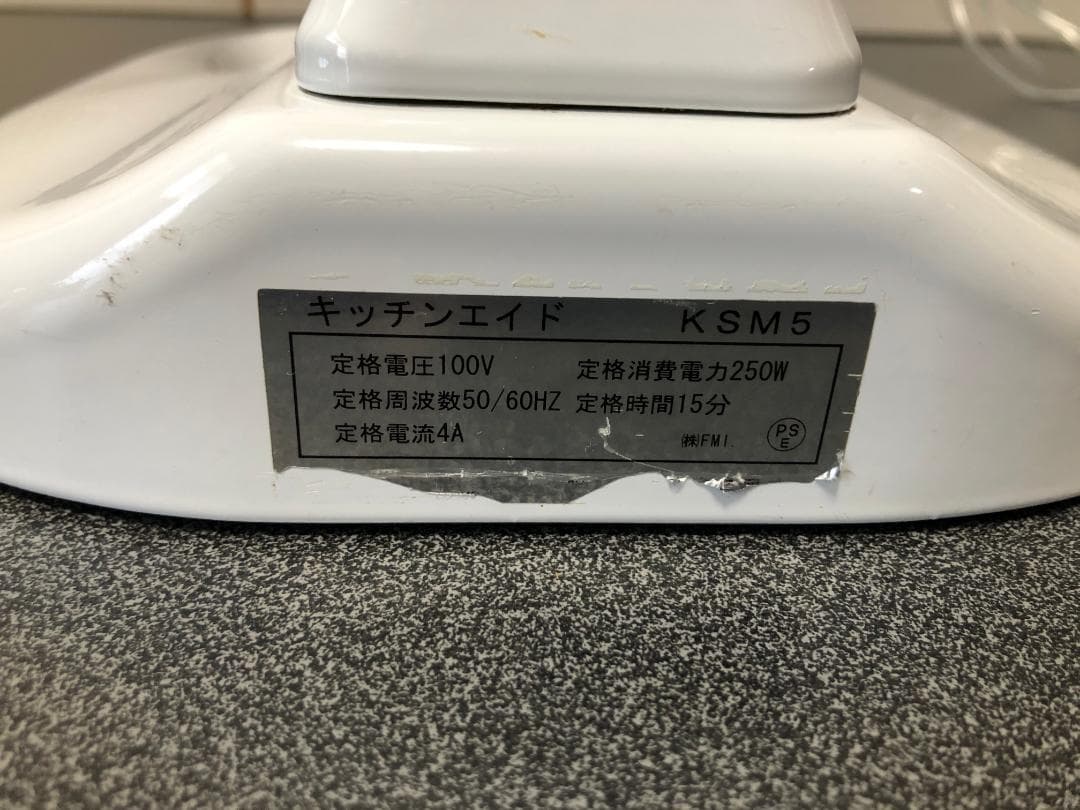 キッチンエイド KSM5
定格電圧100V 定格消費電力250W
定格周波数50/60HZ 定格時間15分
定格電流4A ㈱FMI. PSE